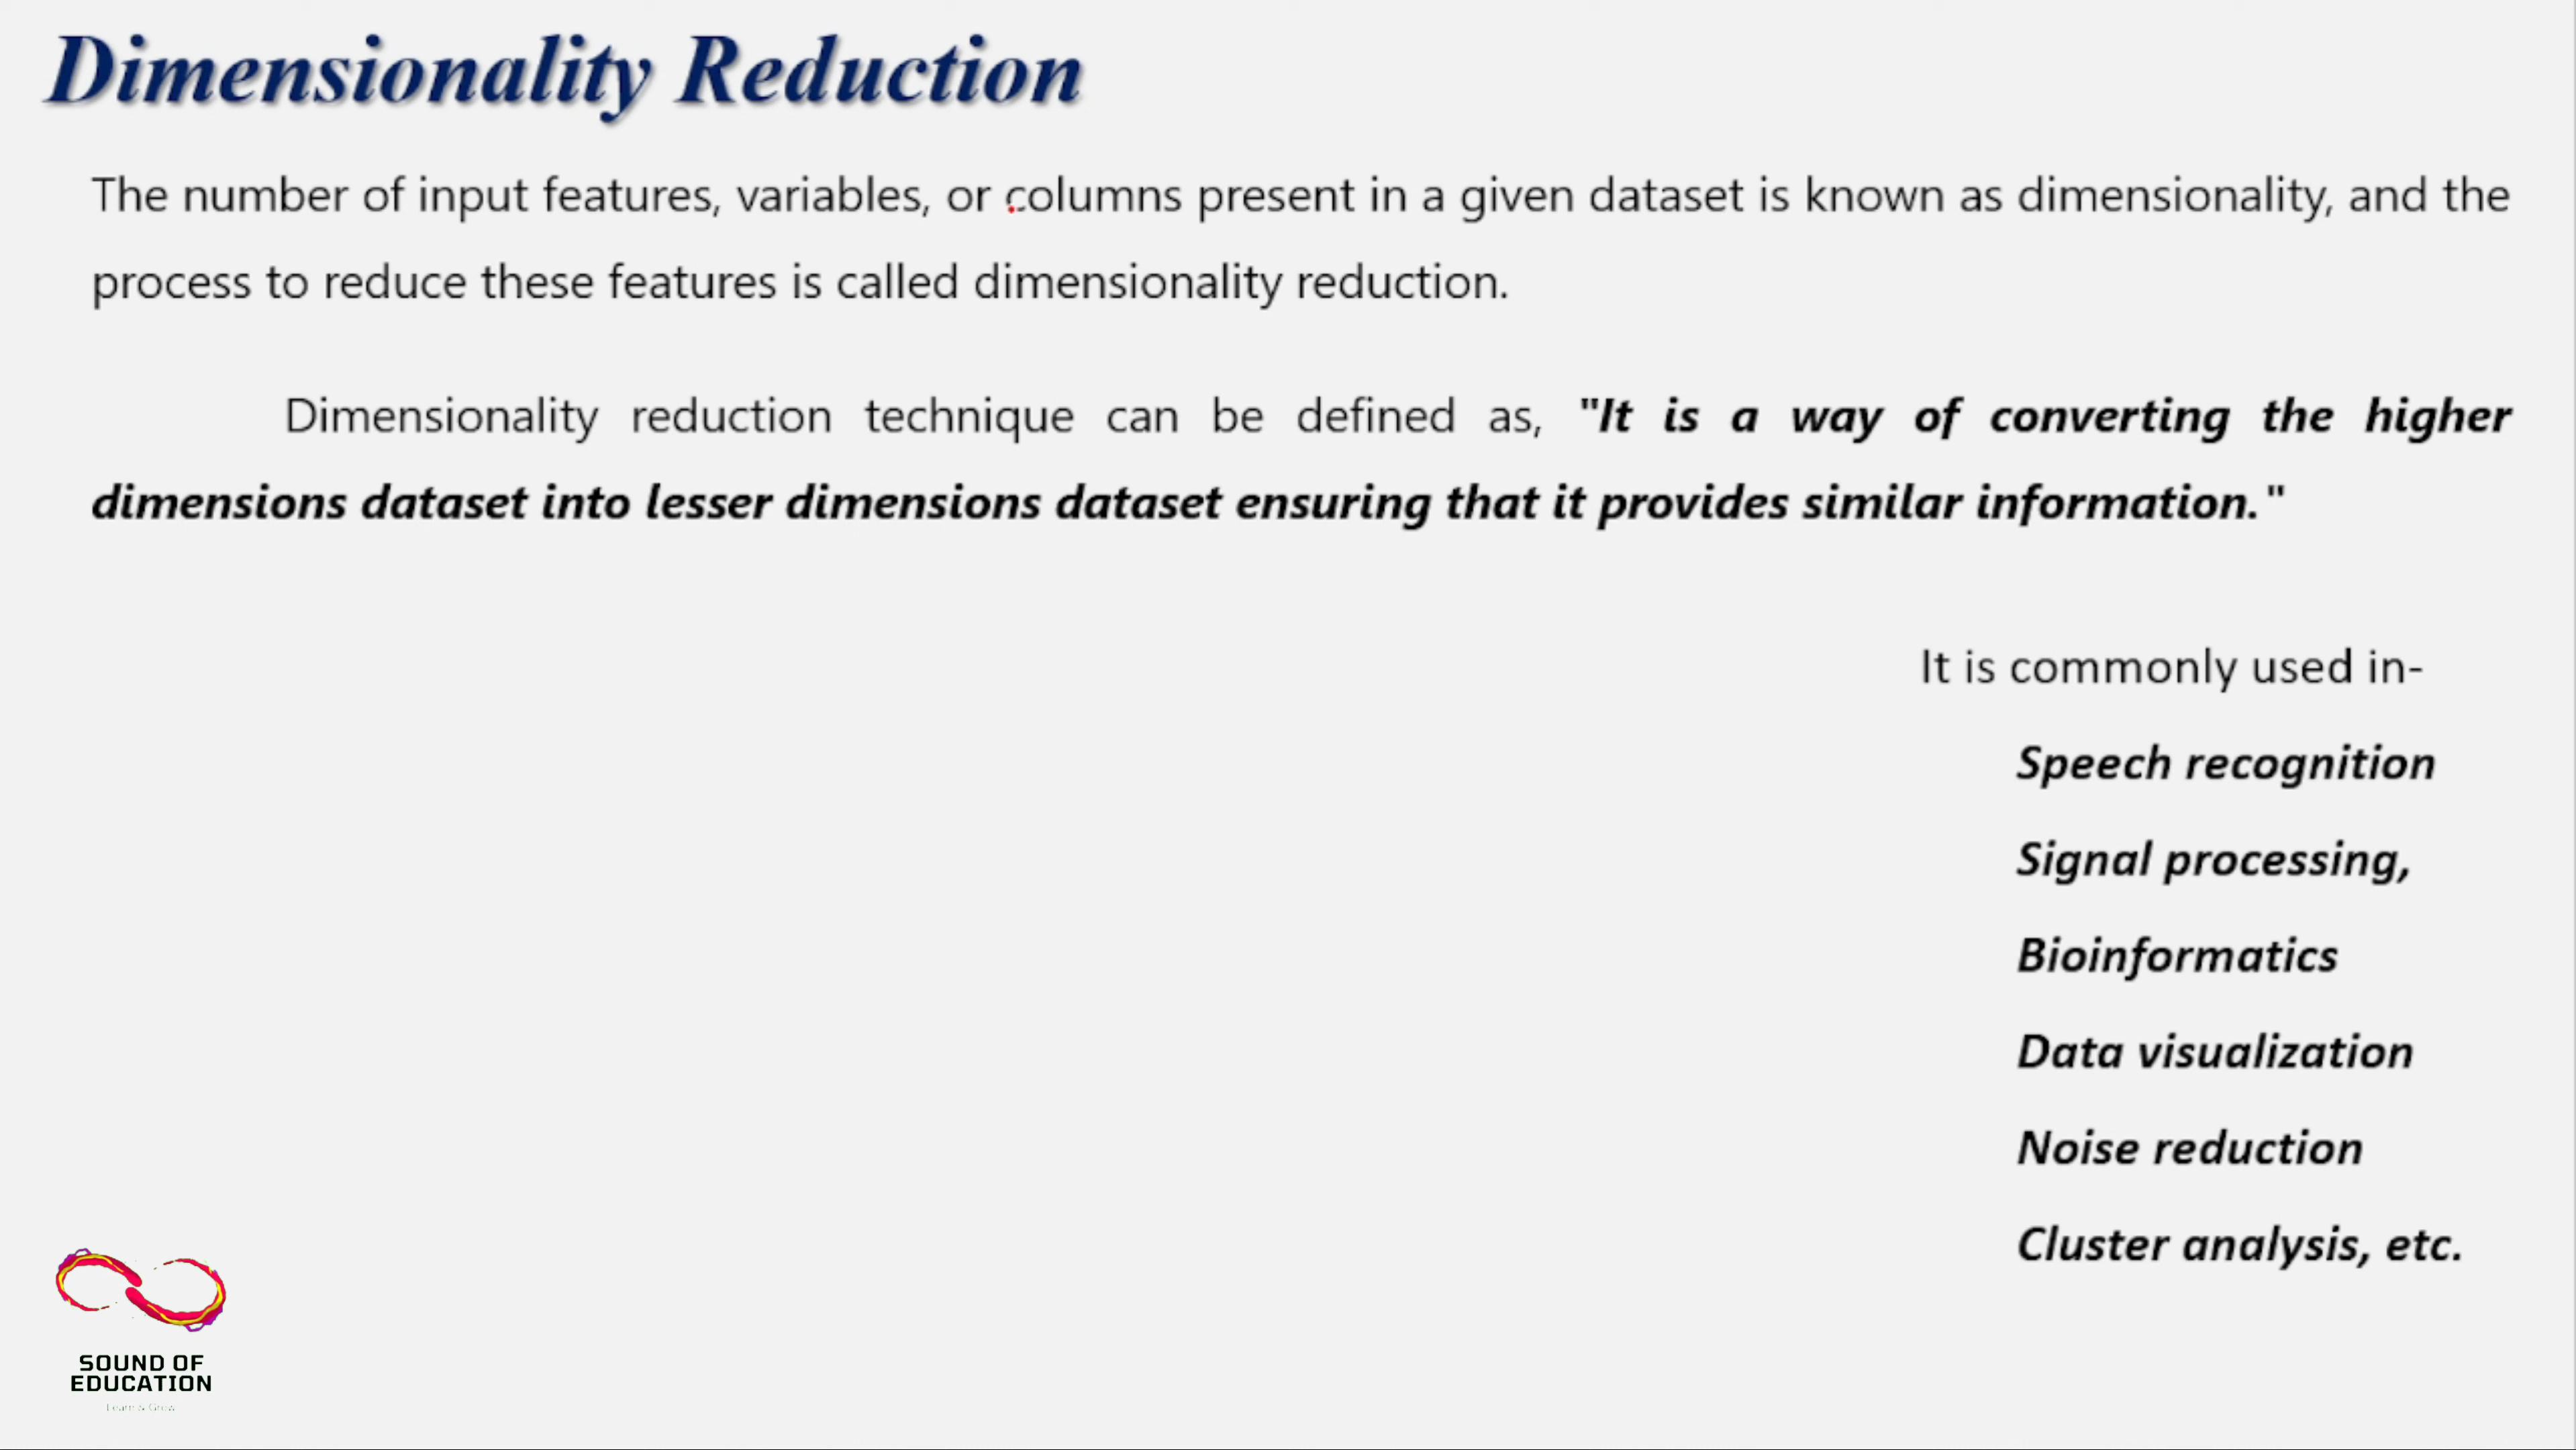 Dimensionality Reduction
The number of input features, variables, or columns present in a given dataset is known as dimensionality, and the
process to reduce these features is called dimensionality reduction.
Dimensionality reduction technique can be defined as, "It is a way of converting the higher
dimensions dataset into lesser dimensions dataset ensuring that it provides similar information."
It is commonly used in-
Speech recognition
Signal processing,
Bioinformatics
Data visualization
Noise reduction
Cluster analysis, etc.
SOUND OF
EDUCATION
Learn & Grow